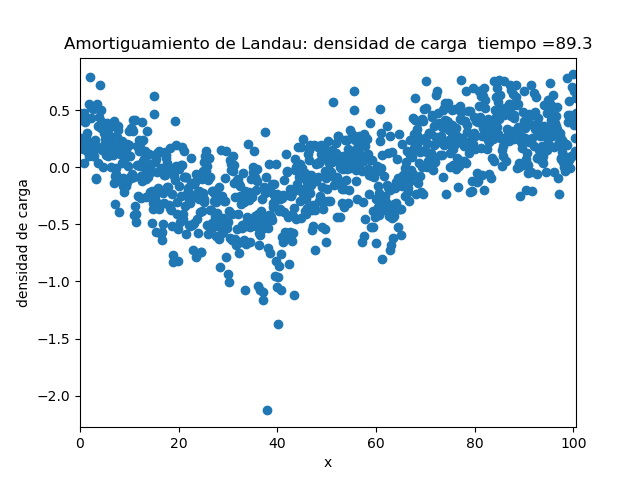 Amortiguamiento de Landau: densidad de carga  tiempo =89.3
0.5
0.0
−0.5
−1.0
−1.5
−2.0
densidad de carga
0 20 40 60 80 100
x